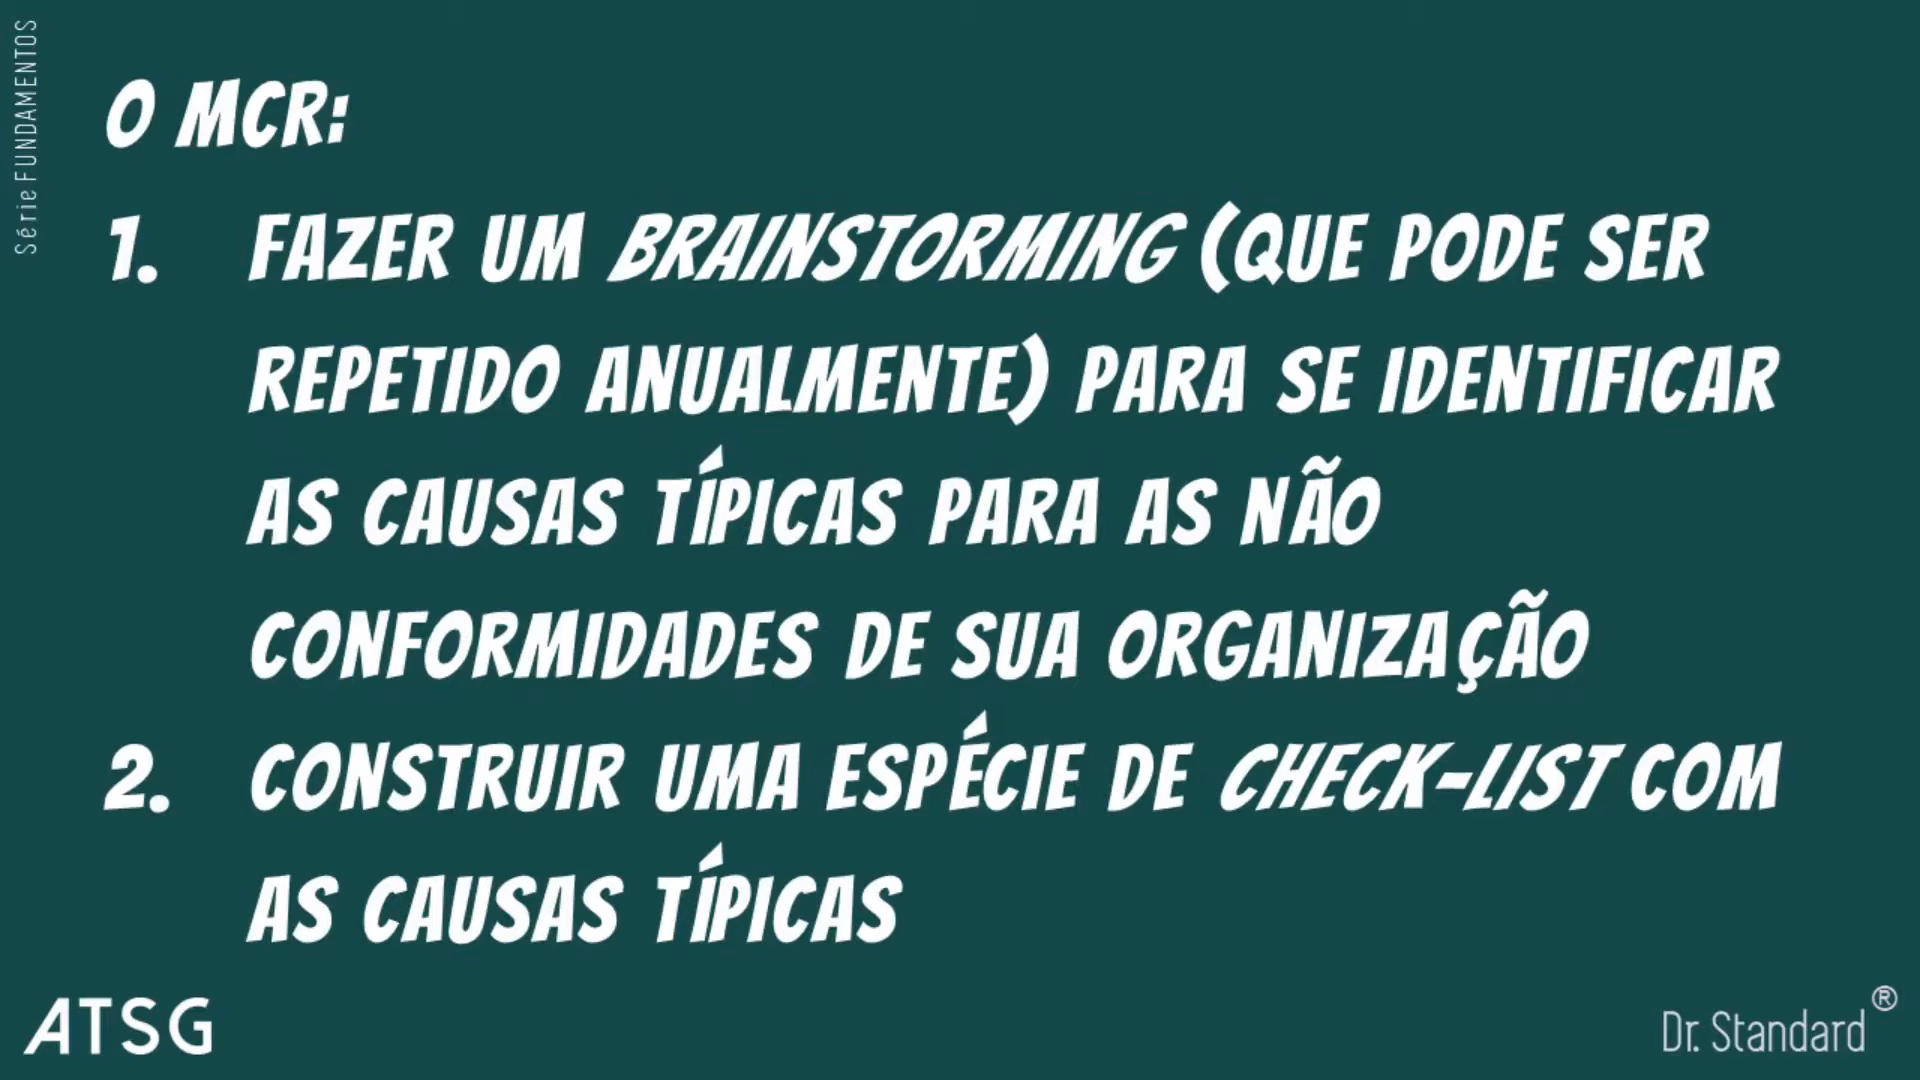 Série FUNDAMENTOS
O MCR:
1. FAZER UM BRAINSTORMING (QUE PODE SER
REPETIDO ANUALMENTE) PARA SE IDENTIFICAR
AS CAUSAS TÍPICAS PARA AS NÃO
CONFORMIDADES DE SUA ORGANIZAÇÃO
2. CONSTRUIR UMA ESPÉCIE DE CHECK-LIST COM
AS CAUSAS TÍPICAS
ATSG
Dr. Standard ®